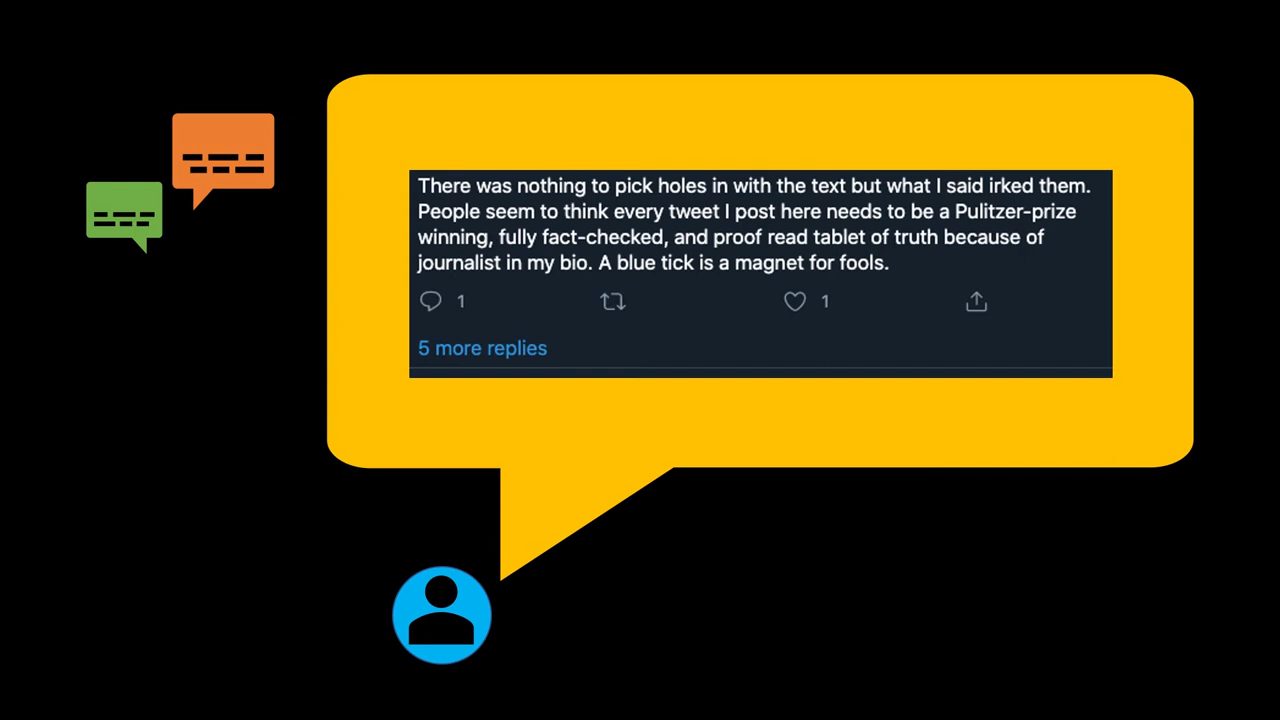 There was nothing to pick holes in with the text but what I said irked them.
People seem to think every tweet I post here needs to be a Pulitzer-prize
winning, fully fact-checked, and proof read tablet of truth because of
journalist in my bio. A blue tick is a magnet for fools.
1 1
5 more replies